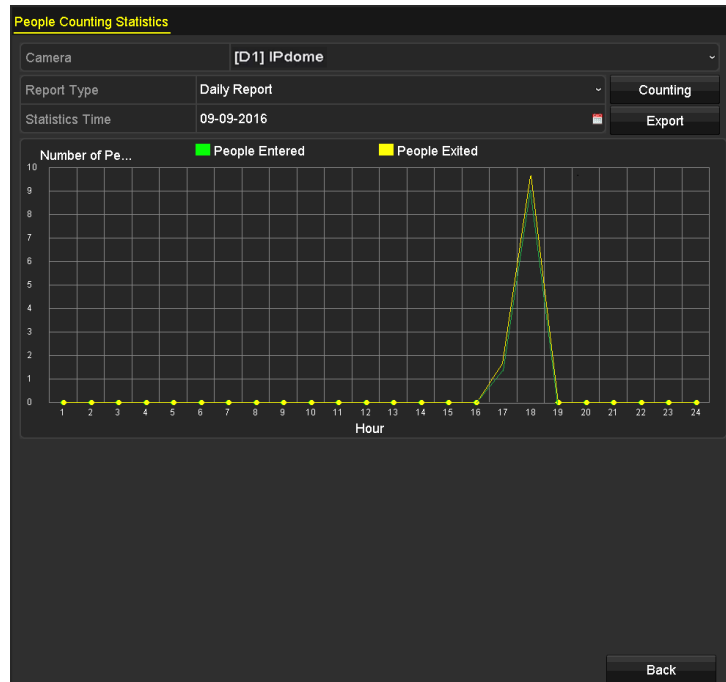 People Counting Statistics
Camera [D1] IPdome
Report Type Daily Report Counting
Statistics Time 09-09-2016 Export
Number of Pe... People Entered People Exited
10
9
8
7
6
5
4
3
2
1
0
1 2 3 4 5 6 7 8 9 10 11 12 13 14 15 16 17 18 19 20 21 22 23 24
Hour
Back